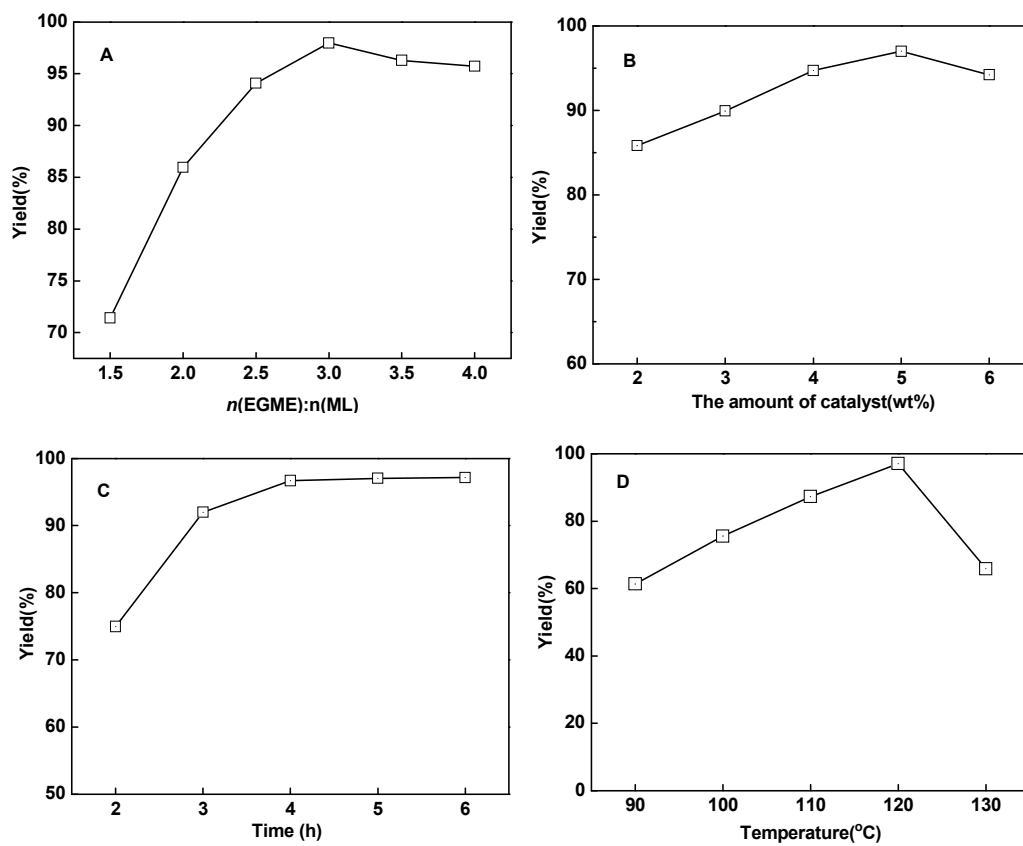 A
Yield(%)
100
95
90
85
80
75
70
1.5 2.0 2.5 3.0 3.5 4.0
n(EGME):n(ML)
B
Yield(%)
100
90
80
70
60
2 3 4 5 6
The amount of catalyst(wt%)
C
Yield(%)
100
90
80
70
60
50
2 3 4 5 6
Time (h)
D
Yield(%)
100
80
60
40
20
0
90 100 110 120 130
Temperature(°C)